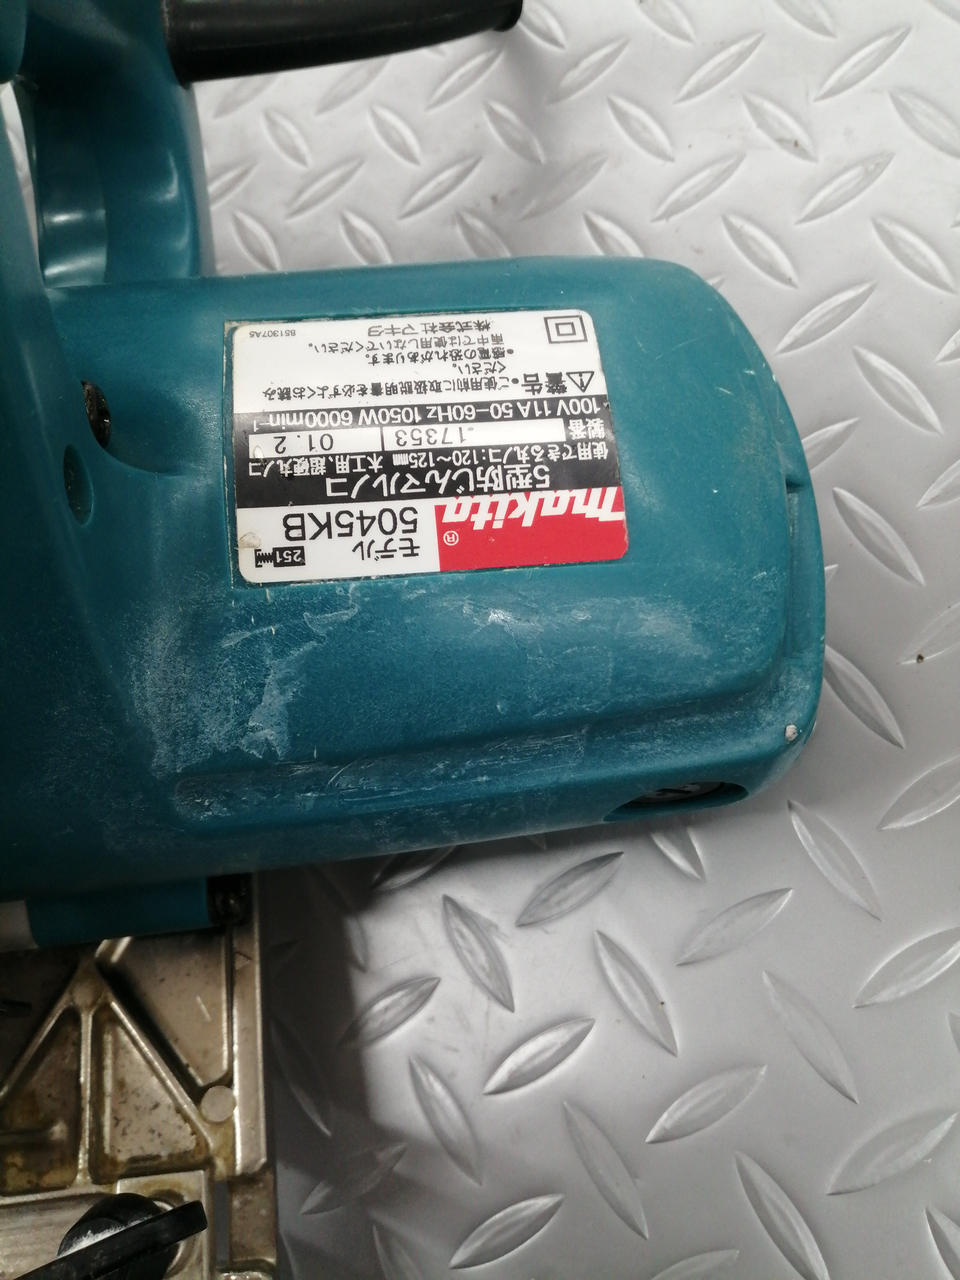 makita®
モデル
5045KB
251
5型防じんマルノコ
使用できる丸ノコ:120~125㎜ 木工用、超硬丸ノコ
製番 17353 01.2
100V 11A 50-60Hz 1050W 6000min-1
警告
●ご使用前に取扱説明書を必ずよくお読み
ください。
●感電の恐れがあります。
雨中では使用しないでください。
株式会社 マキタ
851307A5